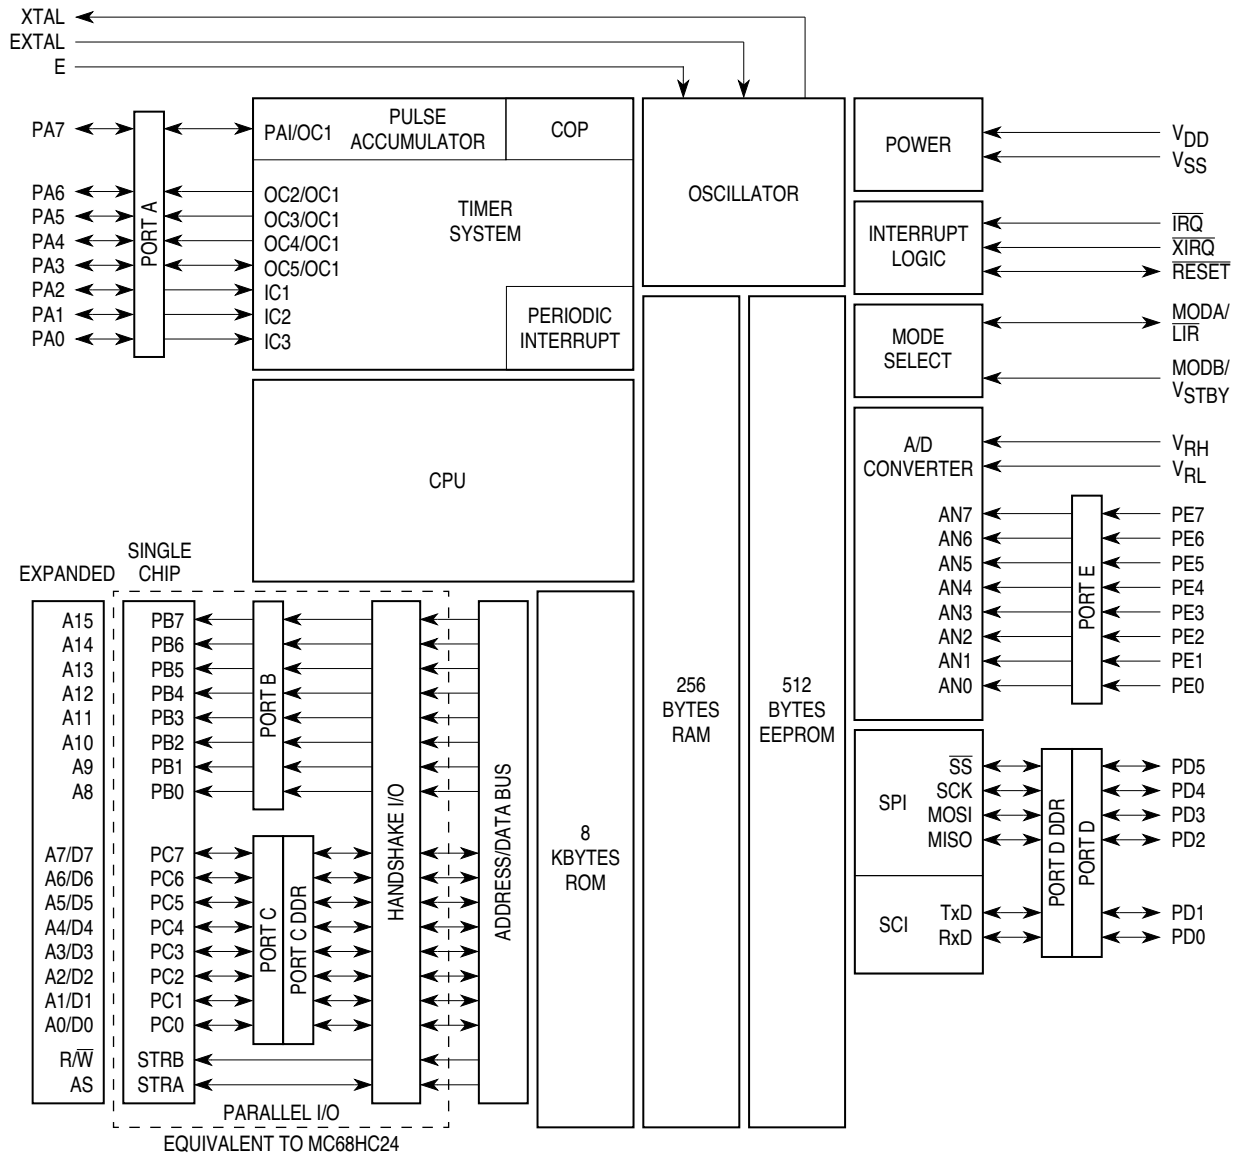 XTAL
EXTAL
E
PA7
PA6
PA5
PA4
PA3
PA2
PA1
PA0
PORT A
PAI/OC1
PULSE
ACCUMULATOR
COP
OC2/OC1
OC3/OC1
OC4/OC1
OC5/OC1
IC1
IC2
IC3
TIMER
SYSTEM
PERIODIC
INTERRUPT
OSCILLATOR
POWER
VDD
VSS
INTERRUPT
LOGIC
IRQ
XIRQ
RESET
MODE
SELECT
MODA/
LIR
MODB/
VSTBY
CPU
A/D
CONVERTER
VRH
VRL
AN7
AN6
AN5
AN4
AN3
AN2
AN1
AN0
PORT E
PE7
PE6
PE5
PE4
PE3
PE2
PE1
PE0
EXPANDED
SINGLE
CHIP
A15
A14
A13
A12
A11
A10
A9
A8
A7/D7
A6/D6
A5/D5
A4/D4
A3/D3
A2/D2
A1/D1
A0/D0
R/W
AS
PB7
PB6
PB5
PB4
PB3
PB2
PB1
PB0
PC7
PC6
PC5
PC4
PC3
PC2
PC1
PC0
STRB
STRA
PORT B
PORT C
PORT C DDR
HANDSHAKE I/O
ADDRESS/DATA BUS
8
KBYTES
ROM
256
BYTES
RAM
512
BYTES
EEPROM
SPI
SS
SCK
MOSI
MISO
SCI
TxD
RxD
PORT D DDR
PORT D
PD5
PD4
PD3
PD2
PD1
PD0
PARALLEL I/O
EQUIVALENT TO MC68HC24